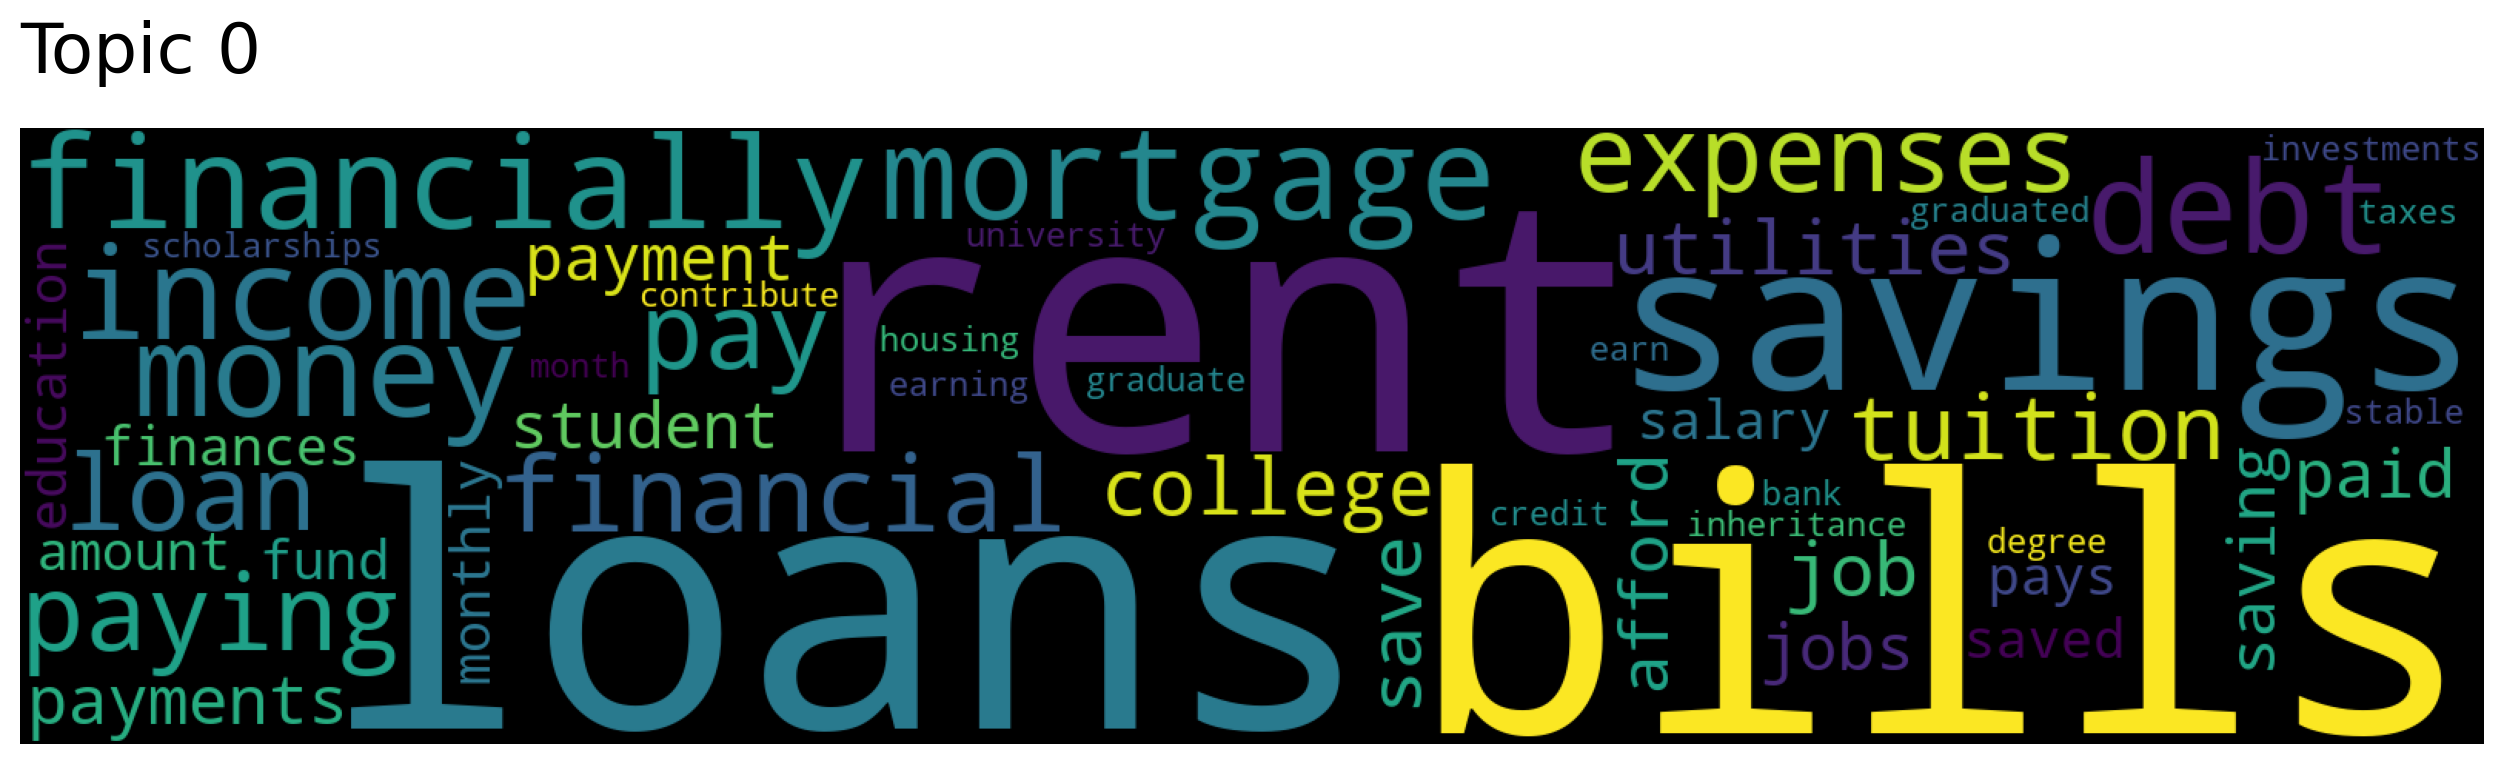 Topic 0
financially
mortgage
expenses
investments
debt
graduated
taxes
scholarships
university
utilities
education
income
payment
contribute
rent
savings
money
month
pay
housing
earning
graduate
earn
stable
finances
student
salary
tuition
loan
monthly
financial
college
credit
afford
bank
inheritance
saving
paid
amount
fund
loans
save
bills
job
degree
pays
paying
jobs
saved
payments